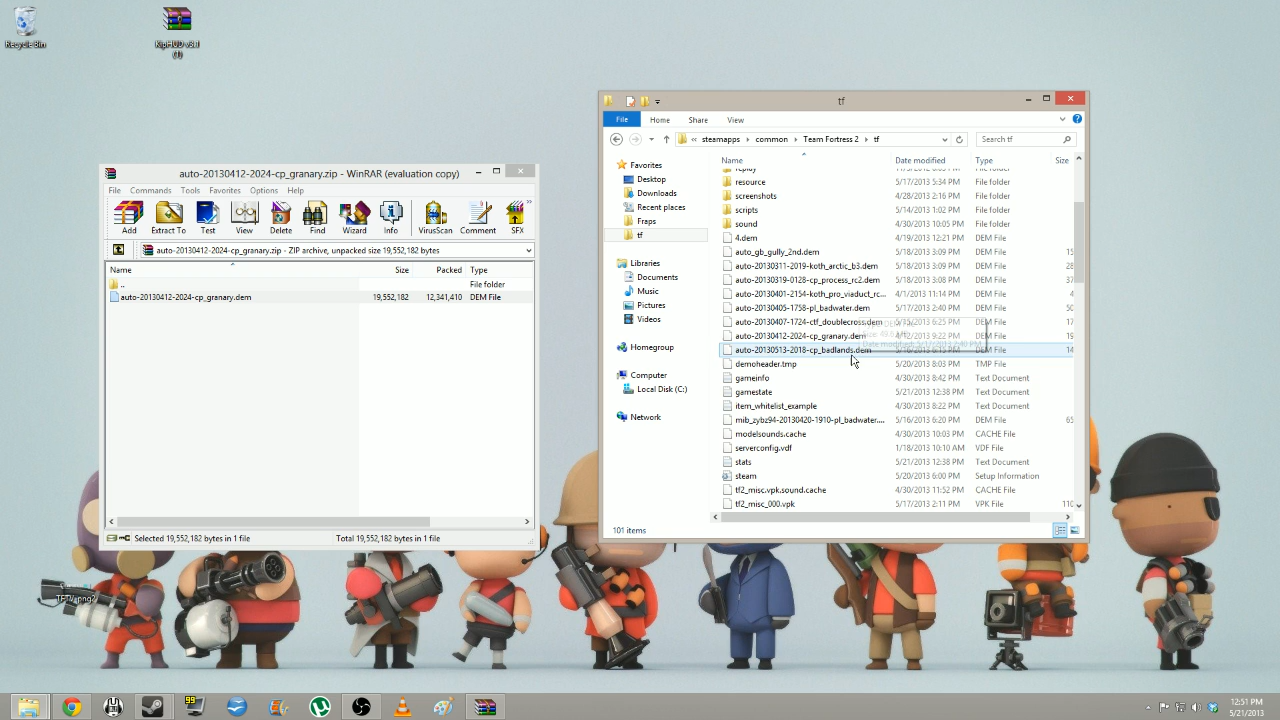 Recycle Bin
KipHUD v3.1
(1)
auto-20130412-2024-cp_granary.zip - WinRAR (evaluation copy)
File Commands Tools Favorites Options Help
Add Extract To Test View Delete Find Wizard Info VirusScan Comment SFX
auto-20130412-2024-cp_granary.zip - ZIP archive, unpacked size 19,552,182 bytes
Name Size Packed Type
.. File folder
auto-20130412-2024-cp_granary.dem 19,552,182 12,341,410 DEM File
Selected 19,552,182 bytes in 1 file Total 19,552,182 bytes in 1 file
tf
File Home Share View
« steamapps common Team Fortress 2 tf
Search tf
Favorites
Desktop
Downloads
Recent places
Fraps
tf
Libraries
Documents
Music
Pictures
Videos
Homegroup
Computer
Local Disk (C:)
Network
Name Date modified Type Size
replay File folder
resource 5/17/2013 5:34 PM File folder
screenshots 4/28/2013 2:16 PM File folder
scripts 5/14/2013 1:02 PM File folder
sound 4/30/2013 10:05 PM File folder
4.dem 4/19/2013 12:21 PM DEM File
auto_gb_gully_2nd.dem 5/18/2013 3:09 PM DEM File 15
auto-20130311-2019-koth_arctic_b3.dem 5/18/2013 3:09 PM DEM File 28
auto-20130319-0128-cp_process_rc2.dem 5/18/2013 3:08 PM DEM File 37
auto-20130401-2154-koth_pro_viaduct_rc... 4/1/2013 11:14 PM DEM File 4
auto-20130405-1758-pl_badwater.dem 5/17/2013 2:40 PM DEM File 50
auto-20130407-1724-ctf_doublecross.dem 6:25 PM DEM File 17
auto-20130412-2024-cp_granary.dem 9:22 PM DEM File 19
auto-20130513-2018-cp_badlands.dem 6:15 PM DEM File 14
demoheader.tmp 5/20/2013 8:03 PM TMP File
gameinfo 4/30/2013 8:42 PM Text Document
gamestate 5/21/2013 12:38 PM Text Document
item_whitelist_example 4/30/2013 8:22 PM Text Document
mib_zybz94-20130420-1910-pl_badwater.... 5/16/2013 6:20 PM DEM File 65
modelsounds.cache 4/30/2013 10:03 PM CACHE File
serverconfig.vdf 1/18/2013 10:10 AM VDF File
stats 5/21/2013 12:38 PM Text Document
steam 5/20/2013 6:00 PM Setup Information
tf2_misc.vpk.sound.cache 4/30/2013 11:52 PM CACHE File
tf2_misc_000.vpk 5/17/2013 2:11 PM VPK File 110
101 items
TFTV-png2
99
12:51 PM
5/21/2013